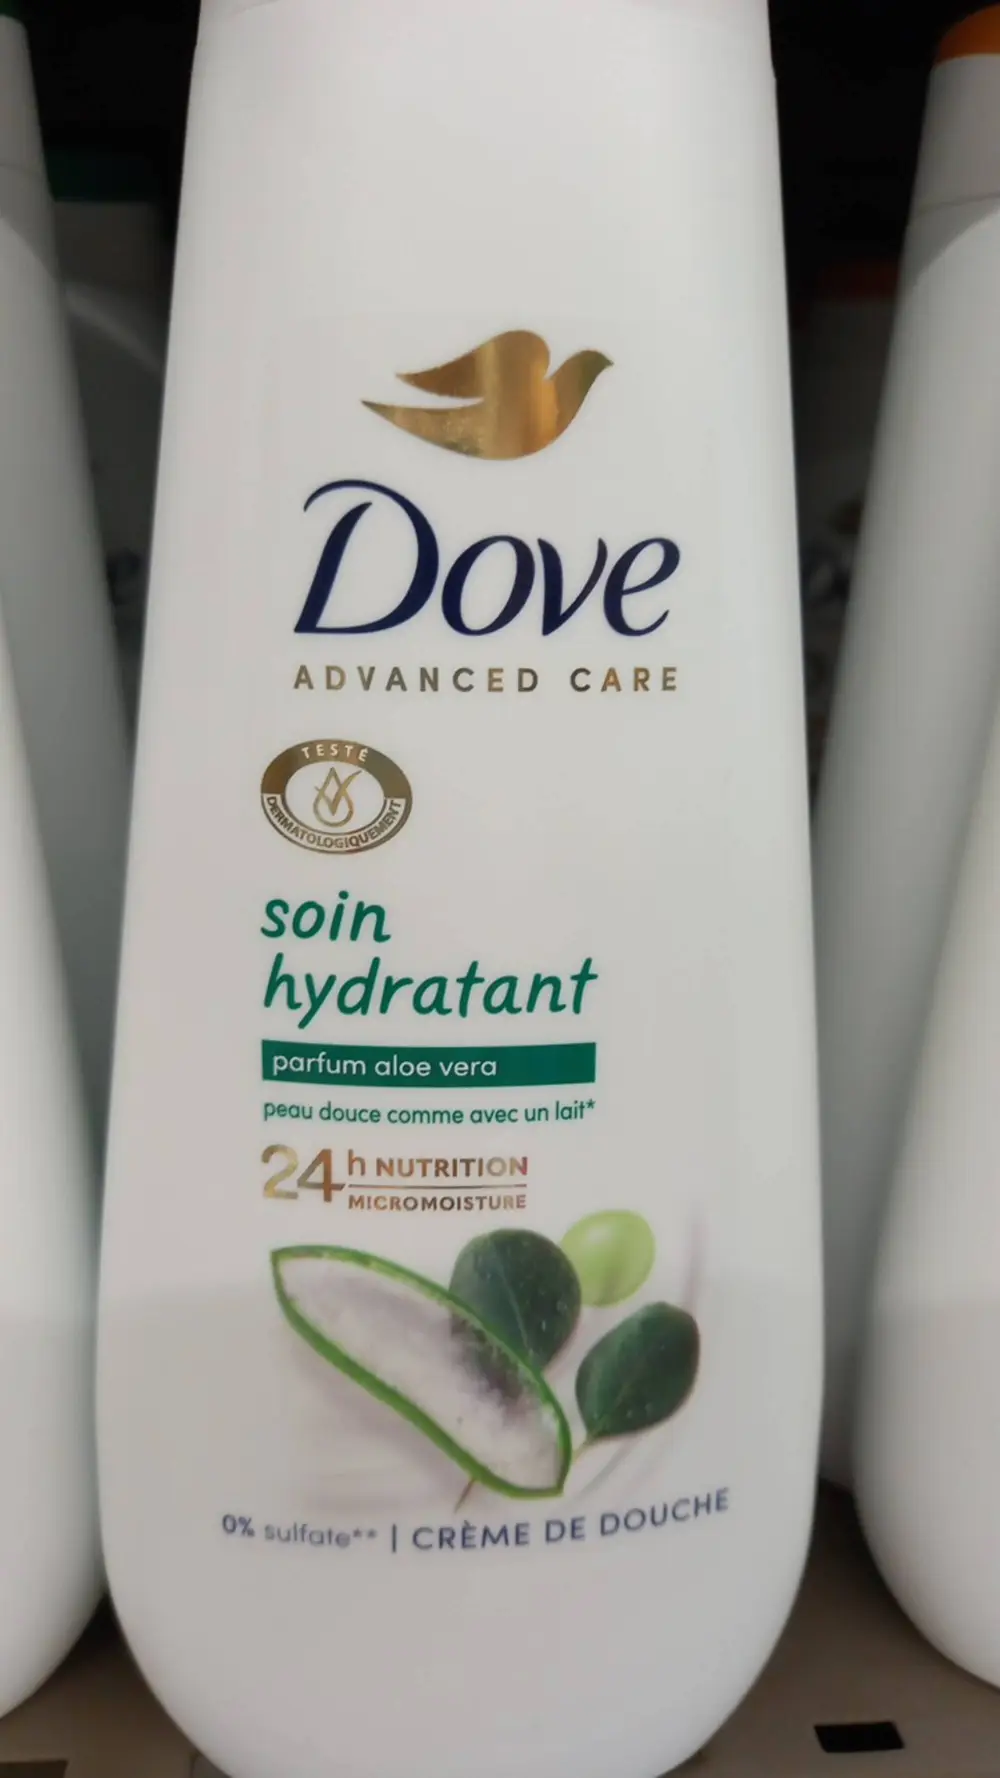 Dove
ADVANCED CARE
TESTÉ
DERMATOLOGIQUEMENT
soin
hydratant
parfum aloe vera
peau douce comme avec un lait*
24h NUTRITION
MICROMOISTURE
0% sulfate** | CRÈME DE DOUCHE